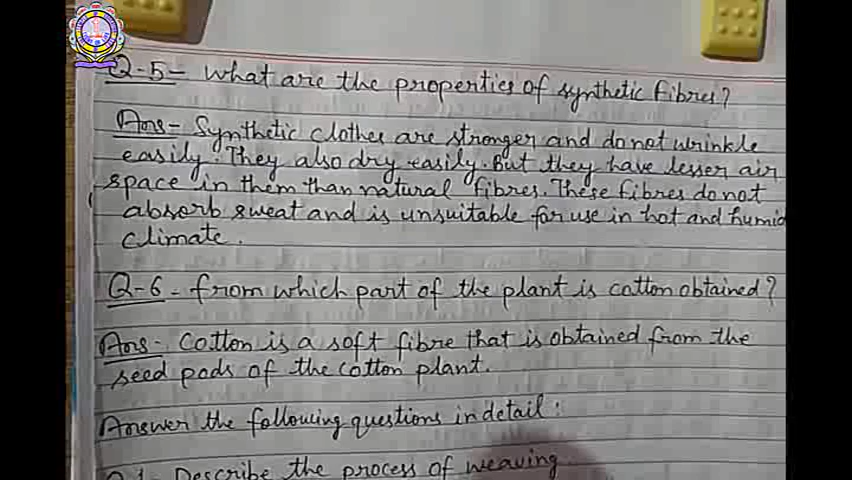 Q-5- What are the properties of synthetic fibres?
Ans- Synthetic clothes are stronger and do not wrinkle
easily. They also dry easily. But they have lesser air
space in them than natural fibres. These fibres do not
absorb sweat and is unsuitable for use in hot and humid
climate.
Q-6 - From which part of the plant is cotton obtained?
Ans- Cotton is a soft fibre that is obtained from the
seed pods of the cotton plant.
Answer the following questions in detail:
Q-1- Describe the process of weaving.